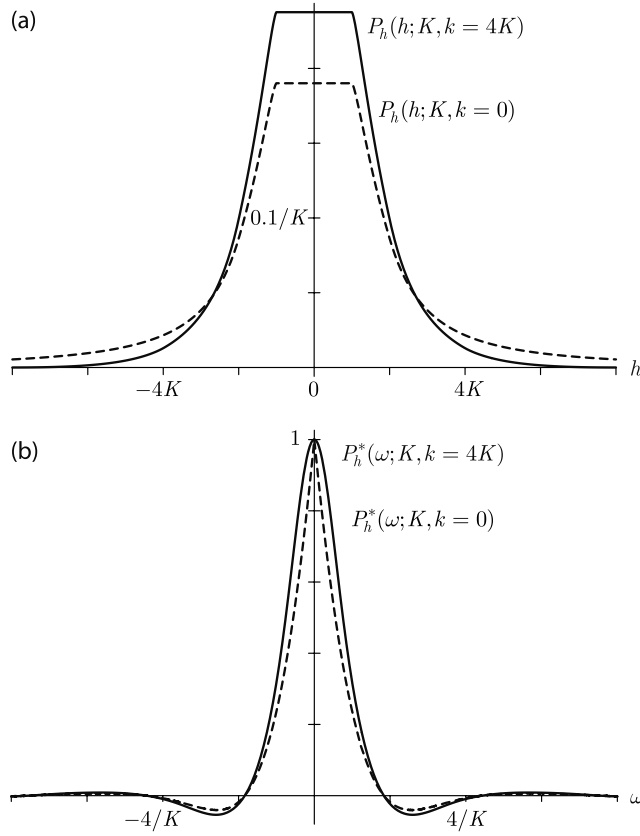 (a)
P_h(h; K, k = 4K)
P_h(h; K, k = 0)
0.1/K
−4K
0
4K
h
(b)
1
P_h^*(ω; K, k = 4K)
P_h^*(ω; K, k = 0)
−4/K
4/K
ω